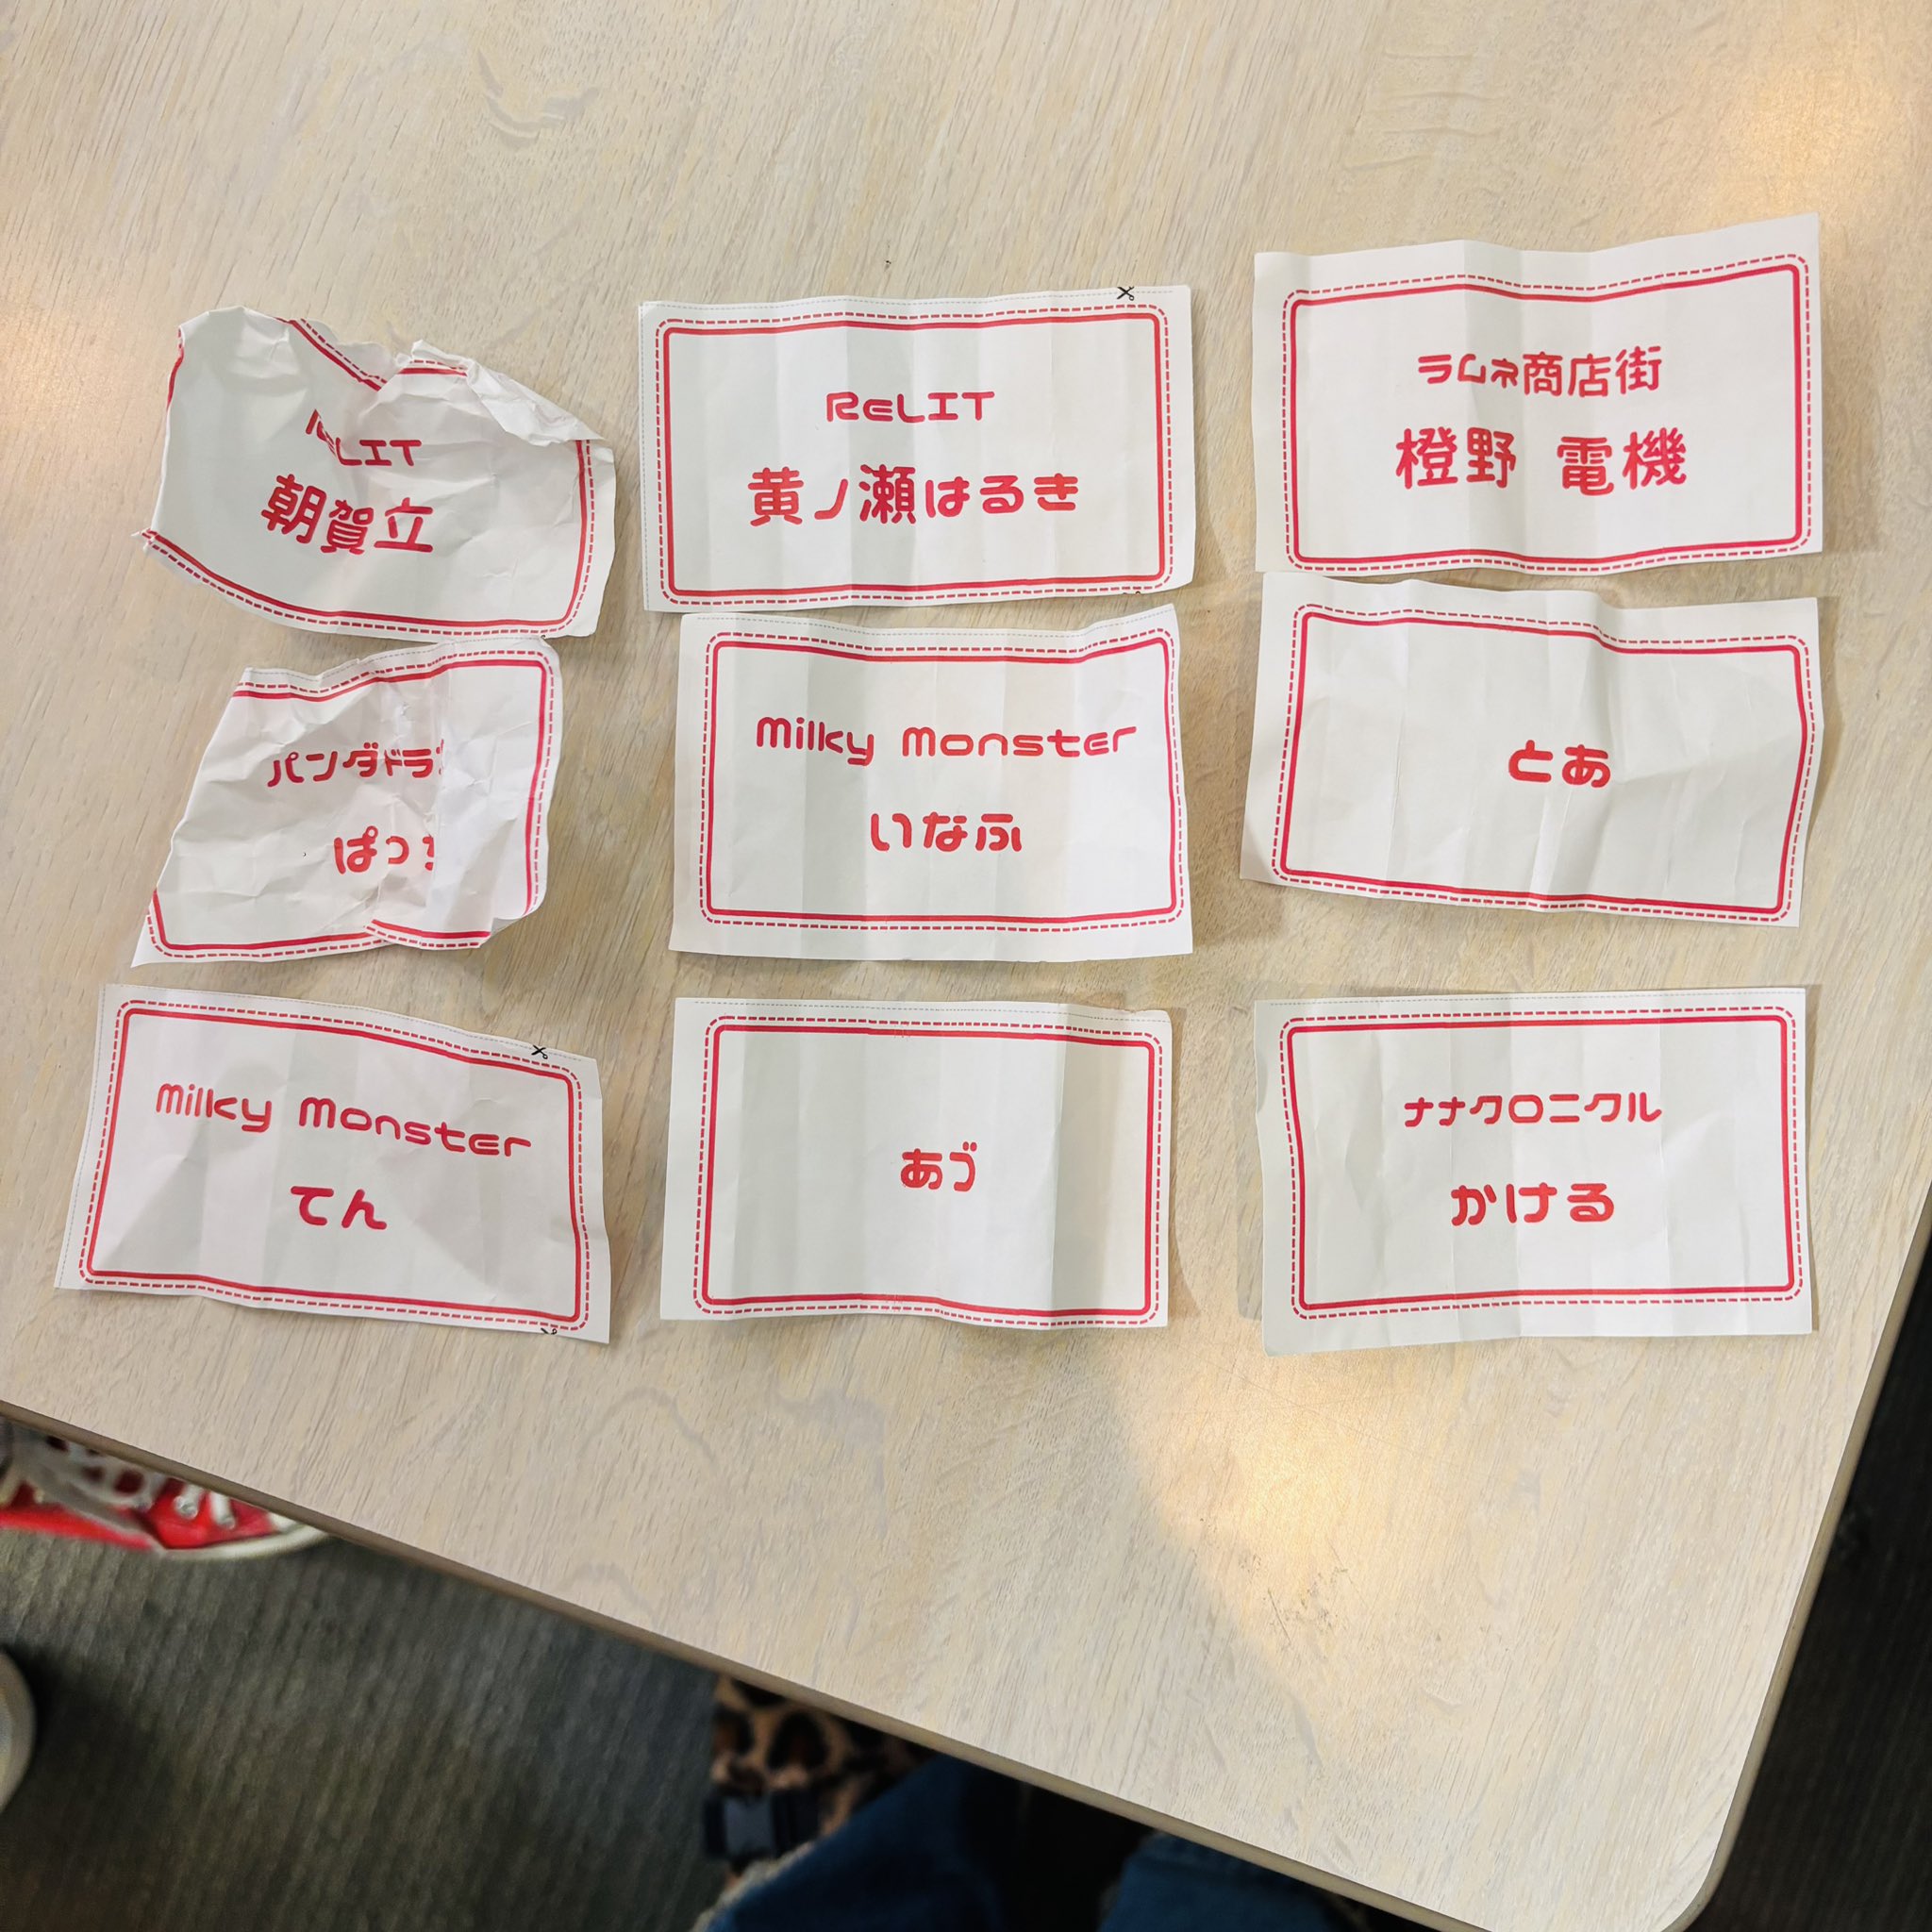 RELIT
朝賀立
RELIT
黄ノ瀬はるき
ラムネ商店街
橙野 電機
パンダドラ
ぱっ
Milky Monster
いなふ
とあ
Milky Monster
てん
あづ
ナナクロニクル
かける